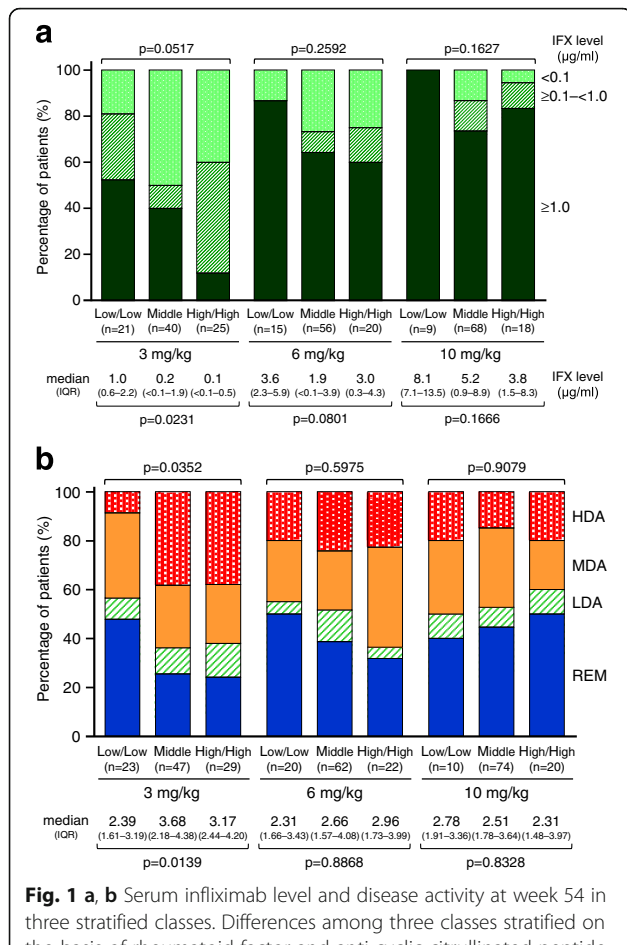 a
p=0.0517 p=0.2592 p=0.1627
IFX level
(µg/ml)
<0.1
≥0.1–<1.0
≥1.0
Percentage of patients (%)
100
80
60
40
20
0
Low/Low Middle High/High Low/Low Middle High/High Low/Low Middle High/High
(n=21) (n=40) (n=25) (n=15) (n=56) (n=20) (n=9) (n=68) (n=18)
3 mg/kg 6 mg/kg 10 mg/kg
median 1.0 0.2 0.1 3.6 1.9 3.0 8.1 5.2 3.8 IFX level
(IQR) (0.6–2.2) (<0.1–1.9) (<0.1–0.5) (2.3–5.9) (<0.1–3.9) (0.3–4.3) (7.1–13.5) (0.9–8.9) (1.5–8.3) (µg/ml)
p=0.0231 p=0.0801 p=0.1666
b
p=0.0352 p=0.5975 p=0.9079
HDA
MDA
LDA
REM
Percentage of patients (%)
100
80
60
40
20
0
Low/Low Middle High/High Low/Low Middle High/High Low/Low Middle High/High
(n=23) (n=47) (n=29) (n=20) (n=62) (n=22) (n=10) (n=74) (n=20)
3 mg/kg 6 mg/kg 10 mg/kg
median 2.39 3.68 3.17 2.31 2.66 2.96 2.78 2.51 2.31
(IQR) (1.61–3.19) (2.18–4.38) (2.44–4.20) (1.66–3.43) (1.57–4.08) (1.73–3.99) (1.91–3.36) (1.78–3.64) (1.48–3.97)
p=0.0139 p=0.8868 p=0.8328
Fig. 1 a, b Serum infliximab level and disease activity at week 54 in
three stratified classes. Differences among three classes stratified on
the basis of rheumatoid factor and anti-cyclic citrullinated peptide